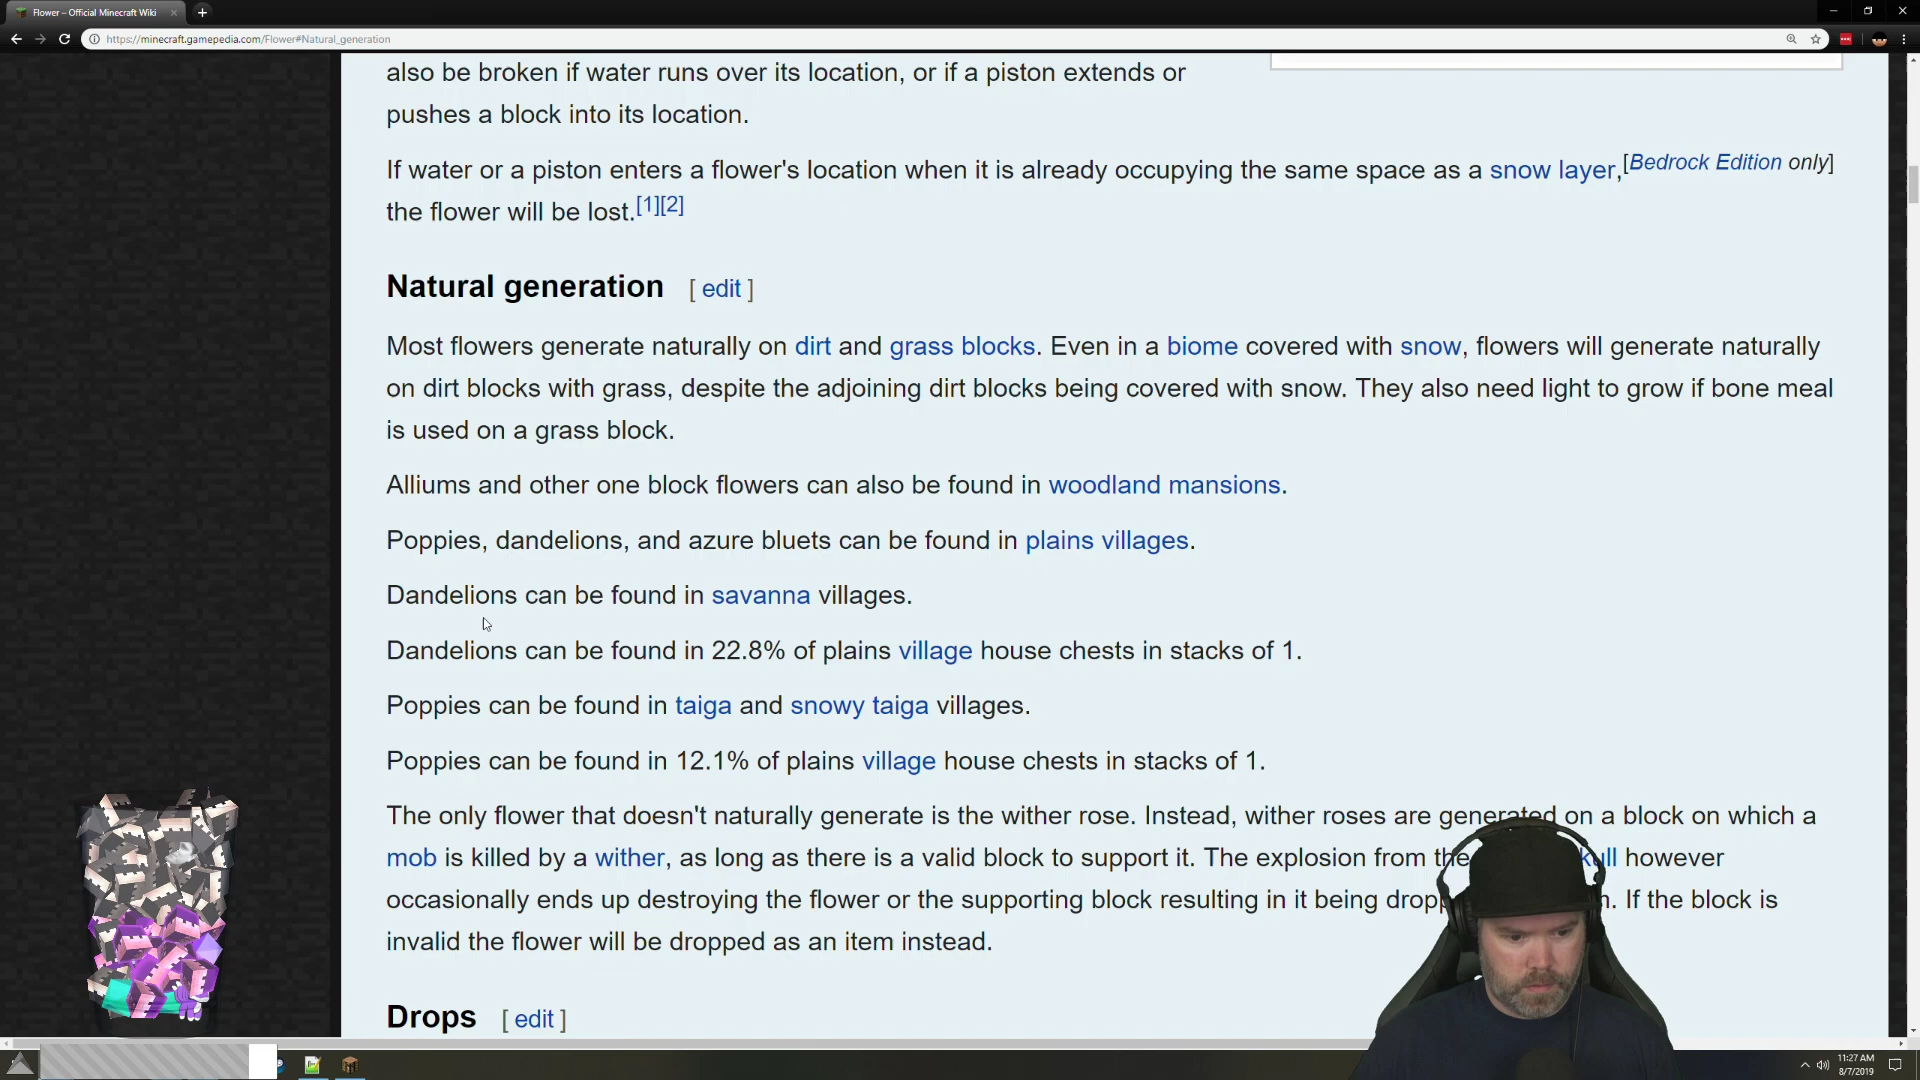 Flower – Official Minecraft Wiki
https://minecraft.gamepedia.com/Flower#Natural_generation
also be broken if water runs over its location, or if a piston extends or
pushes a block into its location.
If water or a piston enters a flower's location when it is already occupying the same space as a snow layer,[Bedrock Edition only]
the flower will be lost.[1][2]
Natural generation [ edit ]
Most flowers generate naturally on dirt and grass blocks. Even in a biome covered with snow, flowers will generate naturally
on dirt blocks with grass, despite the adjoining dirt blocks being covered with snow. They also need light to grow if bone meal
is used on a grass block.
Alliums and other one block flowers can also be found in woodland mansions.
Poppies, dandelions, and azure bluets can be found in plains villages.
Dandelions can be found in savanna villages.
Dandelions can be found in 22.8% of plains village house chests in stacks of 1.
Poppies can be found in taiga and snowy taiga villages.
Poppies can be found in 12.1% of plains village house chests in stacks of 1.
The only flower that doesn't naturally generate is the wither rose. Instead, wither roses are generated on a block on which a
mob is killed by a wither, as long as there is a valid block to support it. The explosion from the however
occasionally ends up destroying the flower or the supporting block resulting in it being If the block is
invalid the flower will be dropped as an item instead.
Drops [ edit ]
11:27 AM
8/7/2019